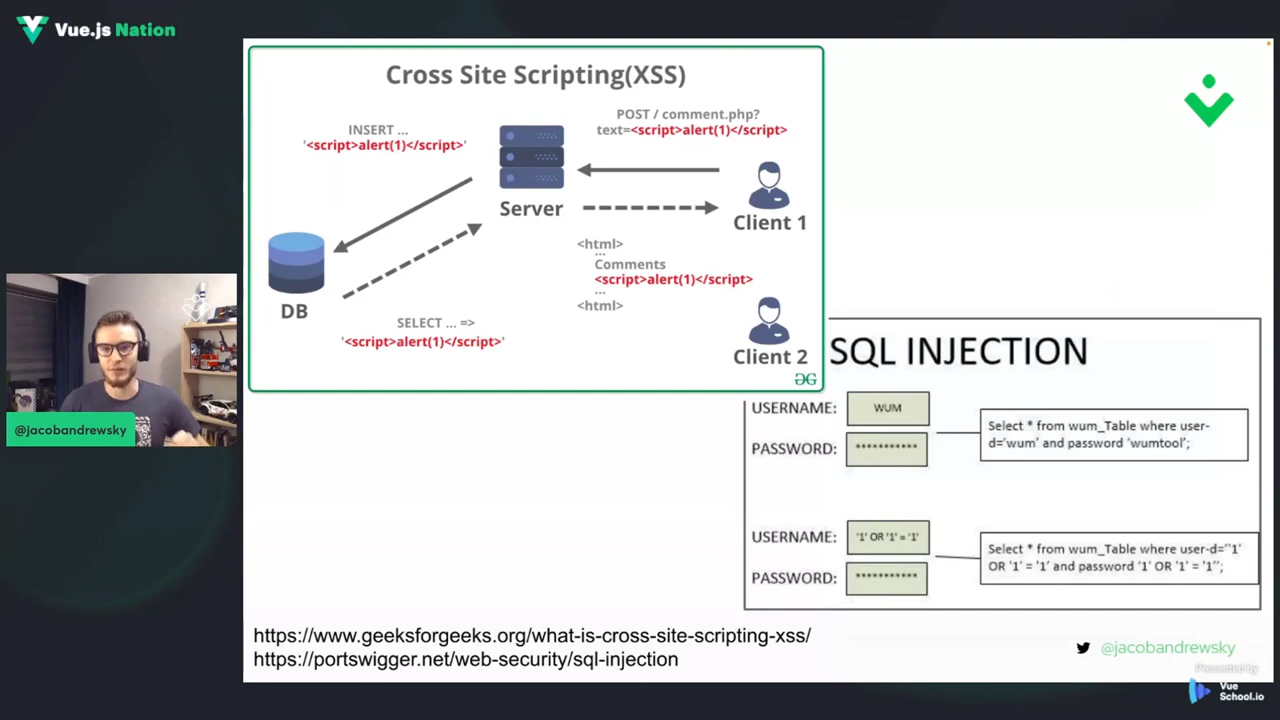 Vue.js Nation
Cross Site Scripting(XSS)
POST / comment.php?
text=<script>alert(1)</script>
INSERT ...
'<script>alert(1)</script>'
Server
Client 1
<html>
...
Comments
<script>alert(1)</script>
...
<html>
DB
SELECT ... =>
'<script>alert(1)</script>'
Client 2
SQL INJECTION
USERNAME: WUM
PASSWORD: ***********
Select * from wum_Table where user-
d='wum' and password 'wumtool';
USERNAME: '1' OR '1' = '1'
PASSWORD: ***********
Select * from wum_Table where user-d=''1'
OR '1' = '1' and password '1' OR '1' = '1'';
@jacobandrewsky
https://www.geeksforgeeks.org/what-is-cross-site-scripting-xss/
https://portswigger.net/web-security/sql-injection
@jacobandrewsky
Presented by
Vue
School.io